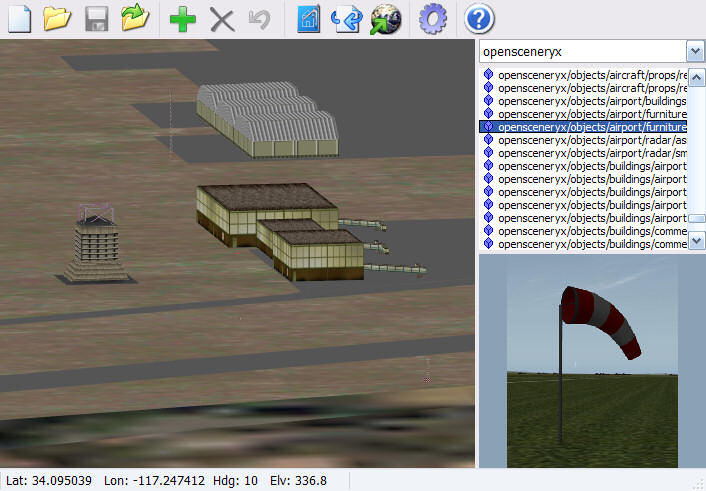 opensceneryx
opensceneryx/objects/aircraft/props/re
opensceneryx/objects/aircraft/props/re
opensceneryx/objects/airport/buildings
opensceneryx/objects/airport/furniture
opensceneryx/objects/airport/furniture
opensceneryx/objects/airport/radar/as
opensceneryx/objects/airport/radar/sm
opensceneryx/objects/buildings/airport
opensceneryx/objects/buildings/airport
opensceneryx/objects/buildings/airport
opensceneryx/objects/buildings/airport
opensceneryx/objects/buildings/comme
opensceneryx/objects/buildings/comme
Lat: 34.095039 Lon: -117.247412 Hdg: 10 Elv: 336.8